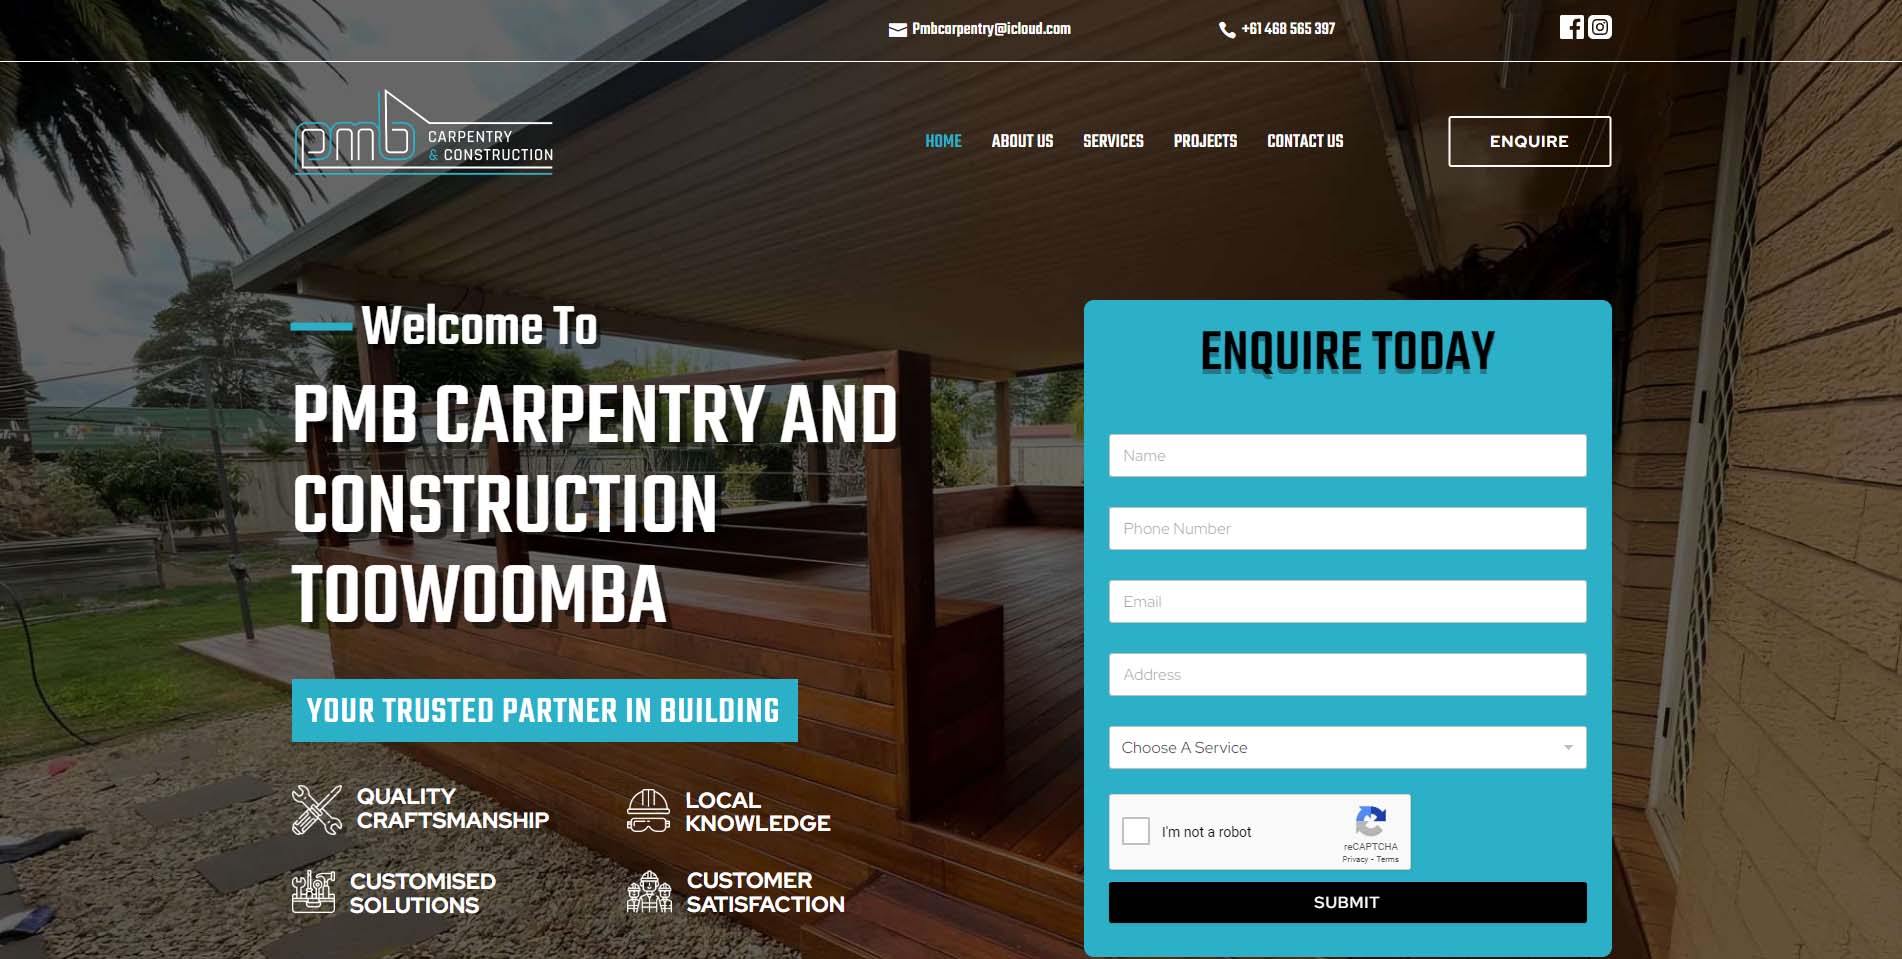 Pmbcarpentry@icloud.com
+61 468 565 397
pmb
CARPENTRY
& CONSTRUCTION
HOME
ABOUT US
SERVICES
PROJECTS
CONTACT US
ENQUIRE
Welcome To
PMB CARPENTRY AND
CONSTRUCTION
TOOWOOMBA
YOUR TRUSTED PARTNER IN BUILDING
QUALITY
CRAFTSMANSHIP
LOCAL
KNOWLEDGE
CUSTOMISED
SOLUTIONS
CUSTOMER
SATISFACTION
ENQUIRE TODAY
Name
Phone Number
Email
Address
Choose A Service
I'm not a robot
reCAPTCHA
Privacy - Terms
SUBMIT